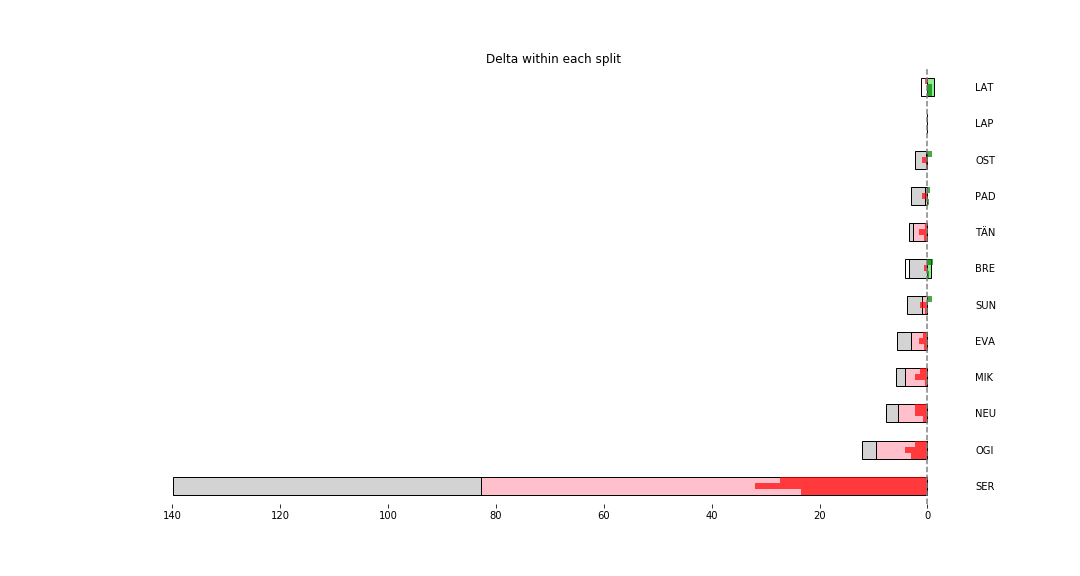 Delta within each split
LAT
LAP
OST
PAD
TÄN
BRE
SUN
EVA
MIK
NEU
OGI
SER
140 120 100 80 60 40 20 0